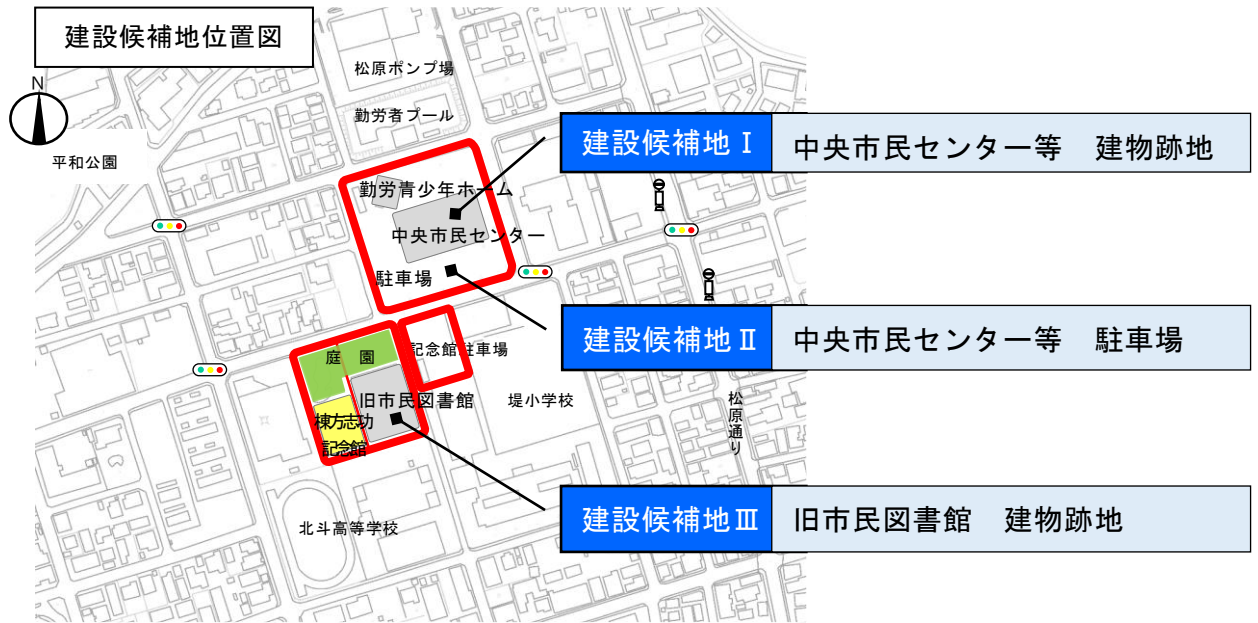 建設候補地位置図
N
松原ポンプ場
勤労者プール
平和公園
建設候補地Ⅰ 中央市民センター等 建物跡地
勤労青少年ホーム
中央市民センター
駐車場
建設候補地Ⅱ 中央市民センター等 駐車場
庭 園
記念館駐車場
旧市民図書館
堤小学校
松原通り
棟方志功
記念館
建設候補地Ⅲ 旧市民図書館 建物跡地
北斗高等学校